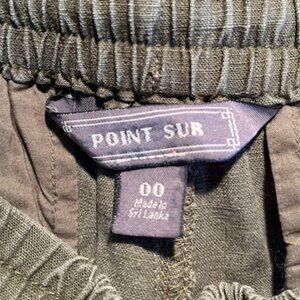 POINT SUR
00
Made in
Sri Lanka